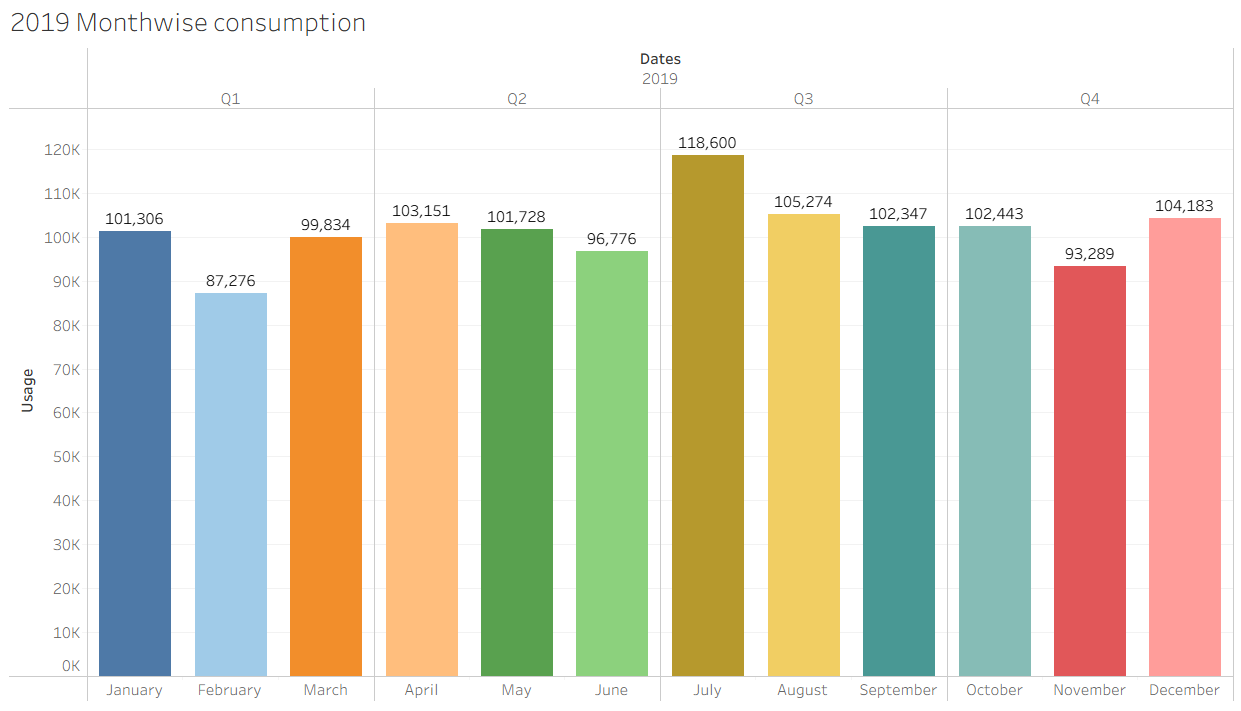 2019 Monthwise consumption
Dates
2019
Q1 Q2 Q3 Q4
Usage
120K
110K
100K
90K
80K
70K
60K
50K
40K
30K
20K
10K
0K
101,306
87,276
99,834
103,151
101,728
96,776
118,600
105,274
102,347
102,443
93,289
104,183
January February March April May June July August September October November December